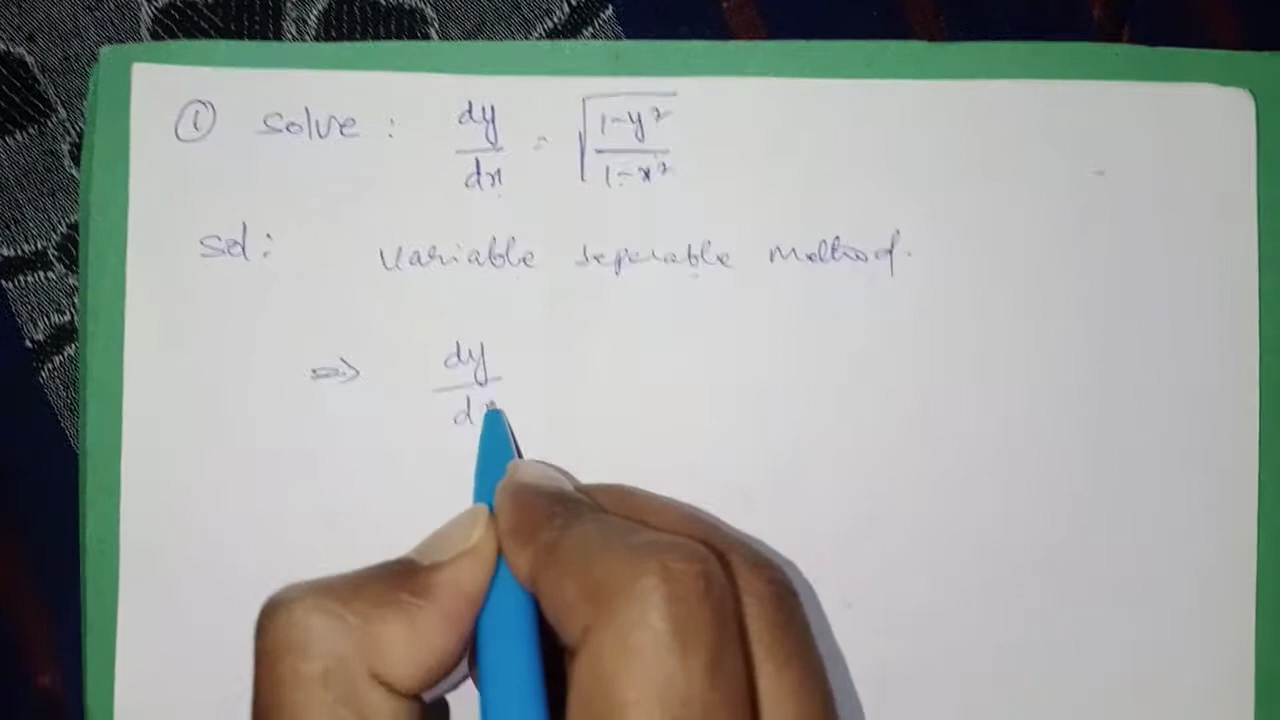 ① Solve : dy/dx = √(1-y²/1-x²)
Sol: Variable seperable Method.
⇒ dy/d